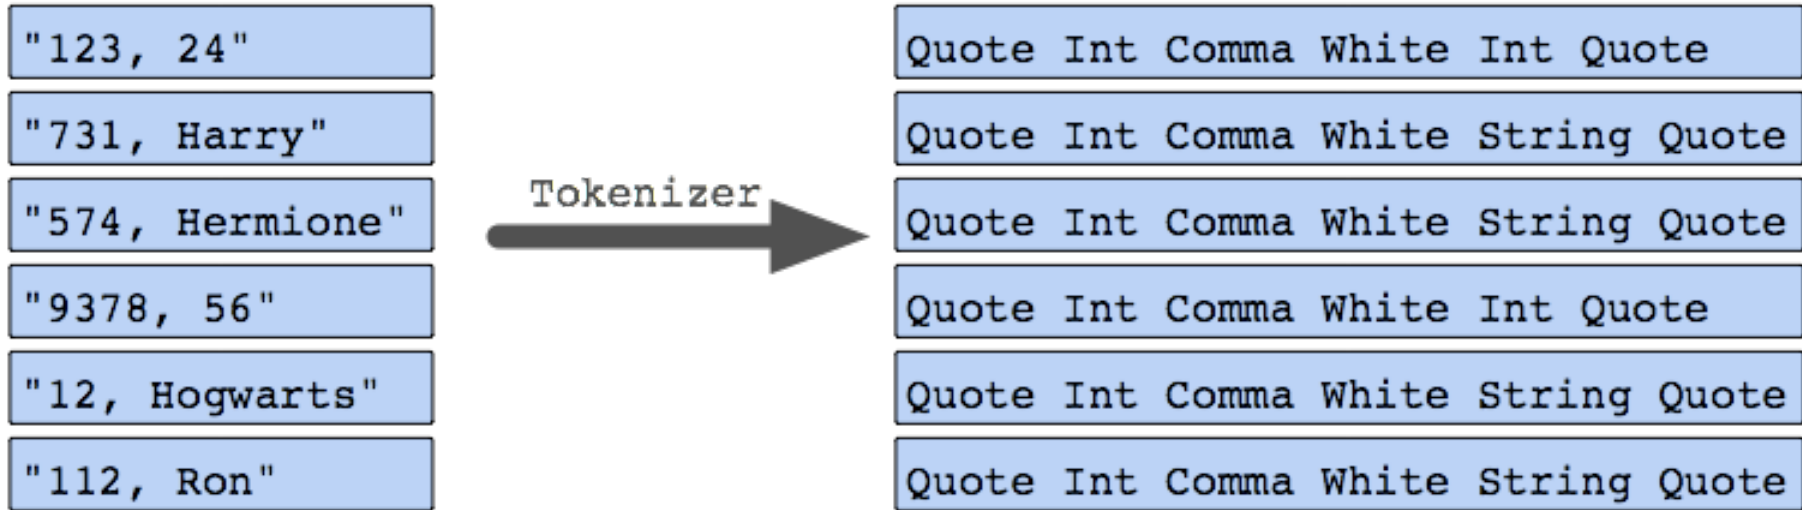 "123, 24"
Quote Int Comma White Int Quote
"731, Harry"
Quote Int Comma White String Quote
Tokenizer
"574, Hermione"
Quote Int Comma White String Quote
"9378, 56"
Quote Int Comma White Int Quote
"12, Hogwarts"
Quote Int Comma White String Quote
"112, Ron"
Quote Int Comma White String Quote